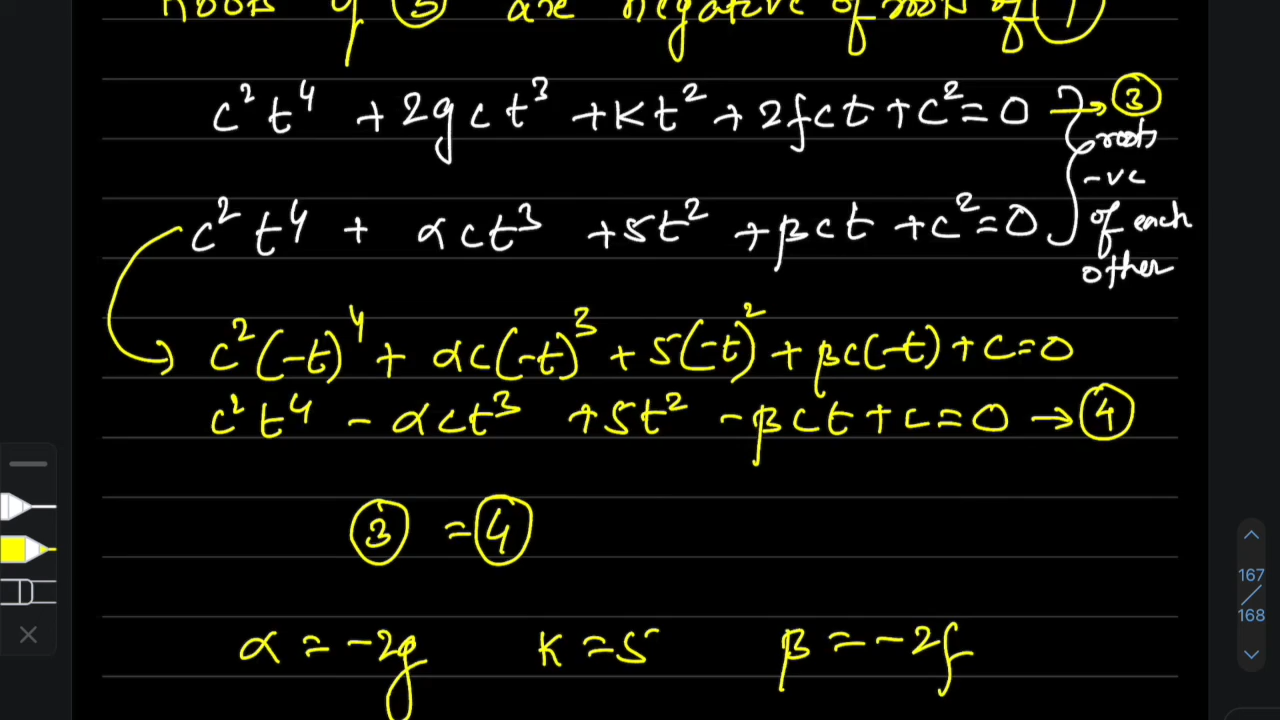 Roots of ③ are negative of roots of ①
c²t⁴ + 2gct³ + Kt² + 2fct + c² = 0 → ③
roots
-ve
c²t⁴ + αct³ + 5t² + βct + c² = 0
of each
other
c²(-t)⁴ + αc(-t)³ + 5(-t)² + βc(-t) + c = 0
c²t⁴ - αct³ + 5t² - βct + c = 0 → ④
③ = ④
167
168
α = -2g K = 5 β = -2f